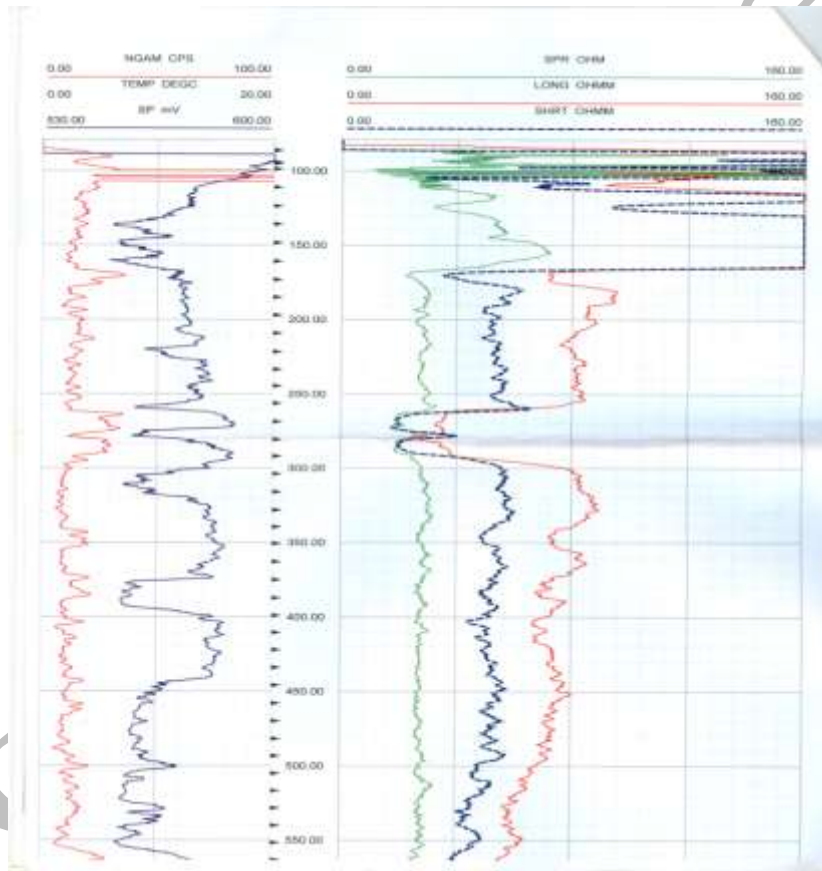 NGAM CPS
0.00 100.00
TEMP DEGC
0.00 20.00
SP mV
530.00 600.00
SPR OHM
0.00 160.00
LONG OHMM
0.00 160.00
SHRT OHMM
0.00 160.00
100.00
150.00
200.00
250.00
300.00
350.00
400.00
450.00
500.00
550.00